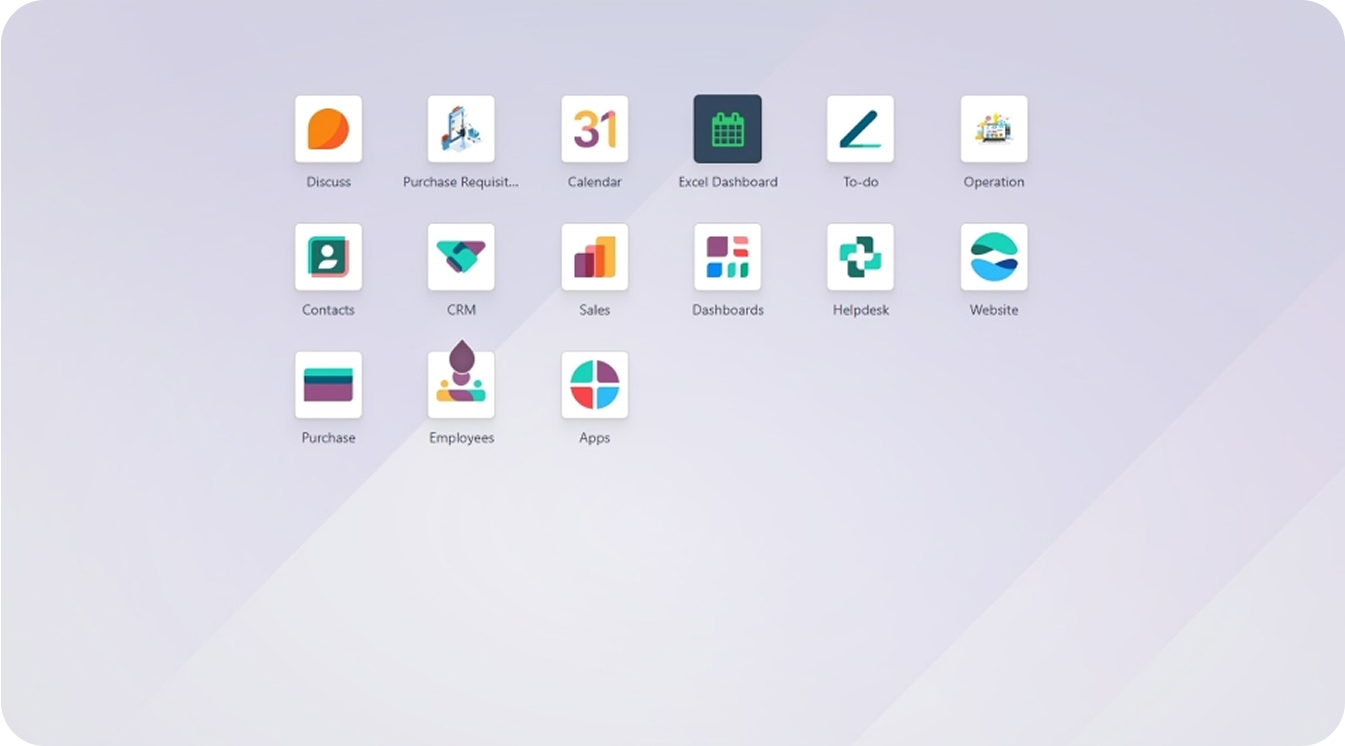 Discuss
Purchase Requisit...
Calendar
Excel Dashboard
To-do
Operation
Contacts
CRM
Sales
Dashboards
Helpdesk
Website
Purchase
Employees
Apps
31